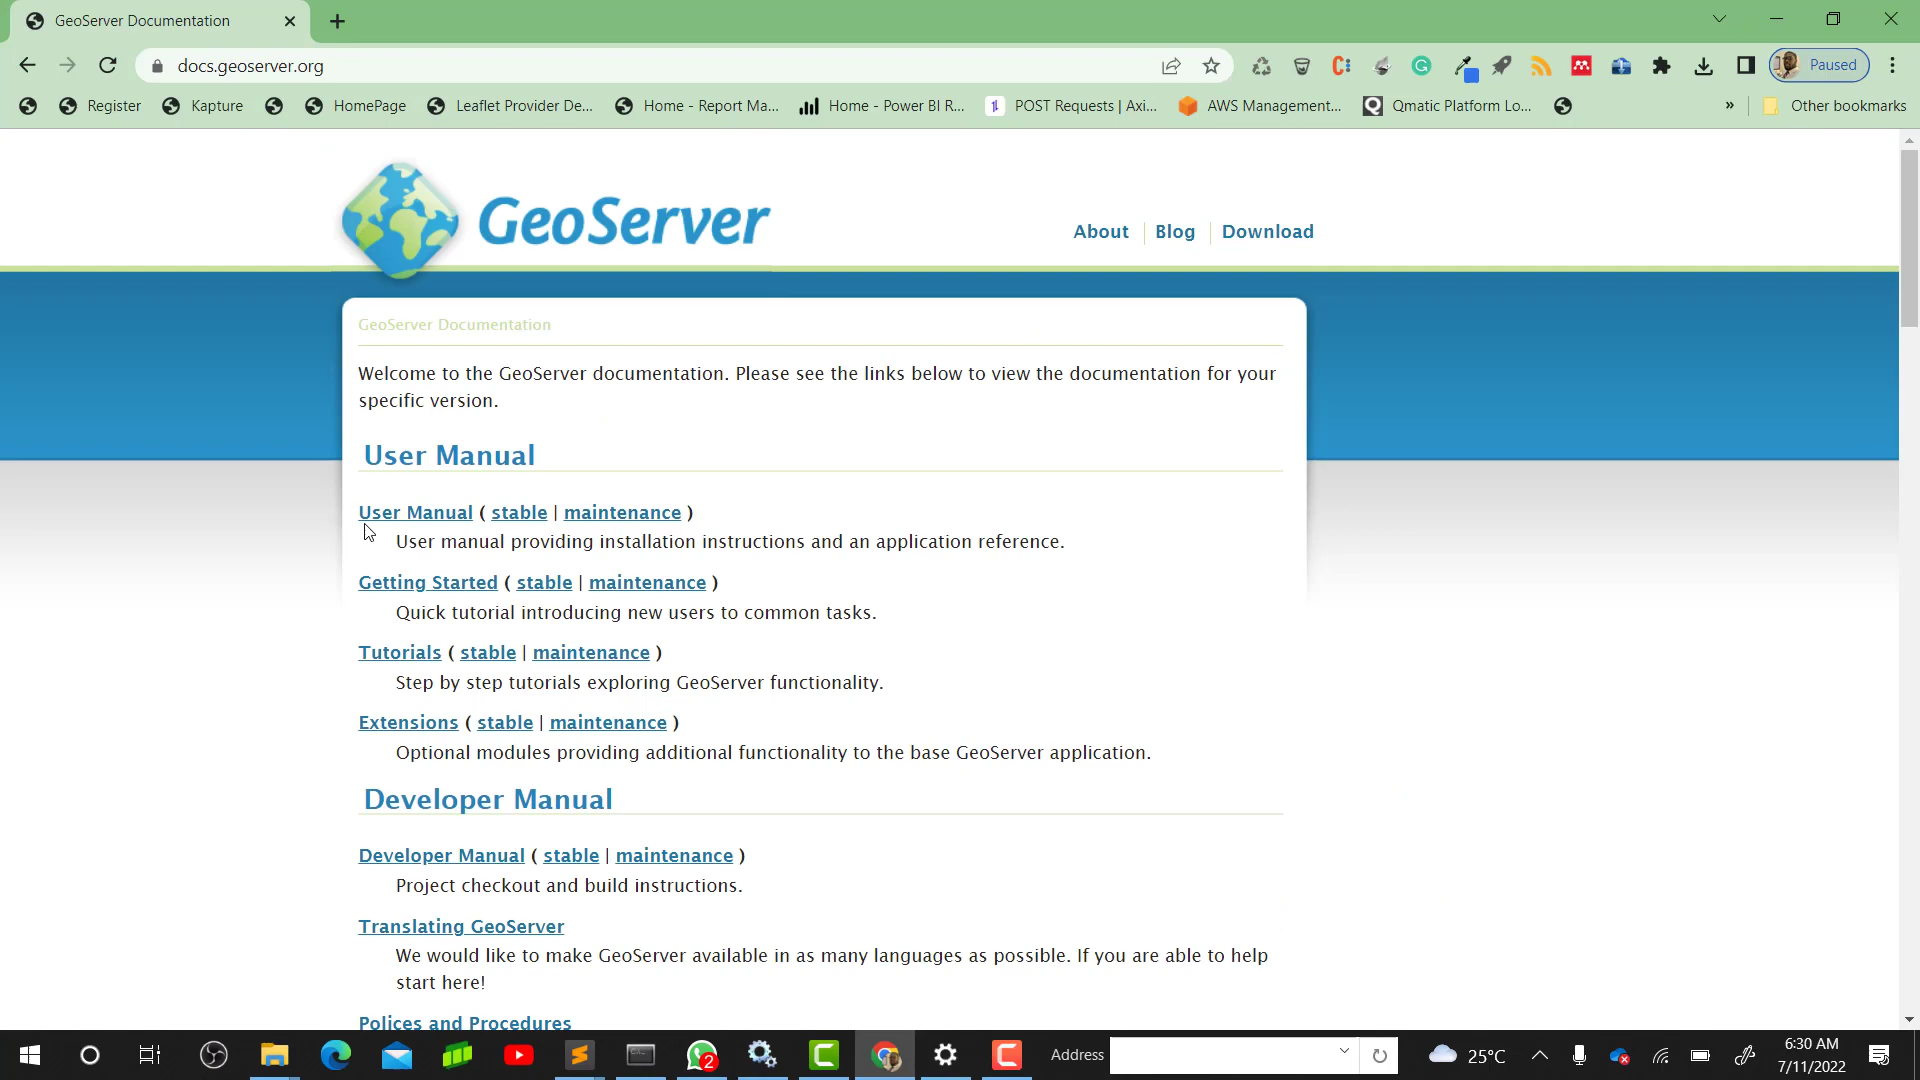 GeoServer Documentation
docs.geoserver.org
Paused
Register
Kapture
HomePage
Leaflet Provider De...
Home - Report Ma...
Home - Power BI R...
POST Requests | Axi...
AWS Management...
Qmatic Platform Lo...
»
Other bookmarks
GeoServer
About
Blog
Download
GeoServer Documentation
Welcome to the GeoServer documentation. Please see the links below to view the documentation for your
specific version.
User Manual
User Manual ( stable | maintenance )
User manual providing installation instructions and an application reference.
Getting Started ( stable | maintenance )
Quick tutorial introducing new users to common tasks.
Tutorials ( stable | maintenance )
Step by step tutorials exploring GeoServer functionality.
Extensions ( stable | maintenance )
Optional modules providing additional functionality to the base GeoServer application.
Developer Manual
Developer Manual ( stable | maintenance )
Project checkout and build instructions.
Translating GeoServer
We would like to make GeoServer available in as many languages as possible. If you are able to help
start here!
Polices and Procedures
2
Address
25°C
6:30 AM
7/11/2022